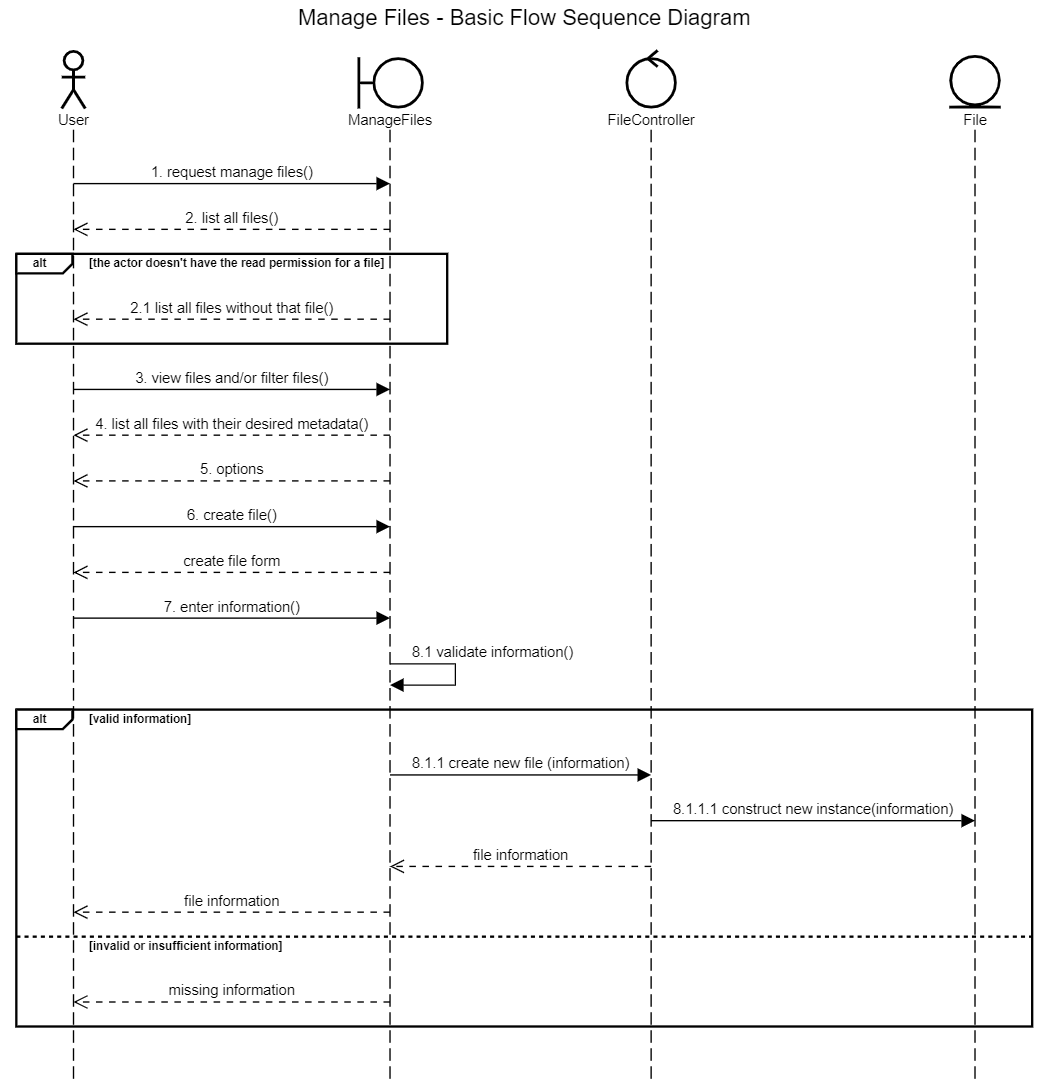 Manage Files - Basic Flow Sequence Diagram
User
ManageFiles
FileController
File
1. request manage files()
2. list all files()
alt
[the actor doesn't have the read permission for a file]
2.1 list all files without that file()
3. view files and/or filter files()
4. list all files with their desired metadata()
5. options
6. create file()
create file form
7. enter information()
8.1 validate information()
alt
[valid information]
8.1.1 create new file (information)
8.1.1.1 construct new instance(information)
file information
file information
[invalid or insufficient information]
missing information